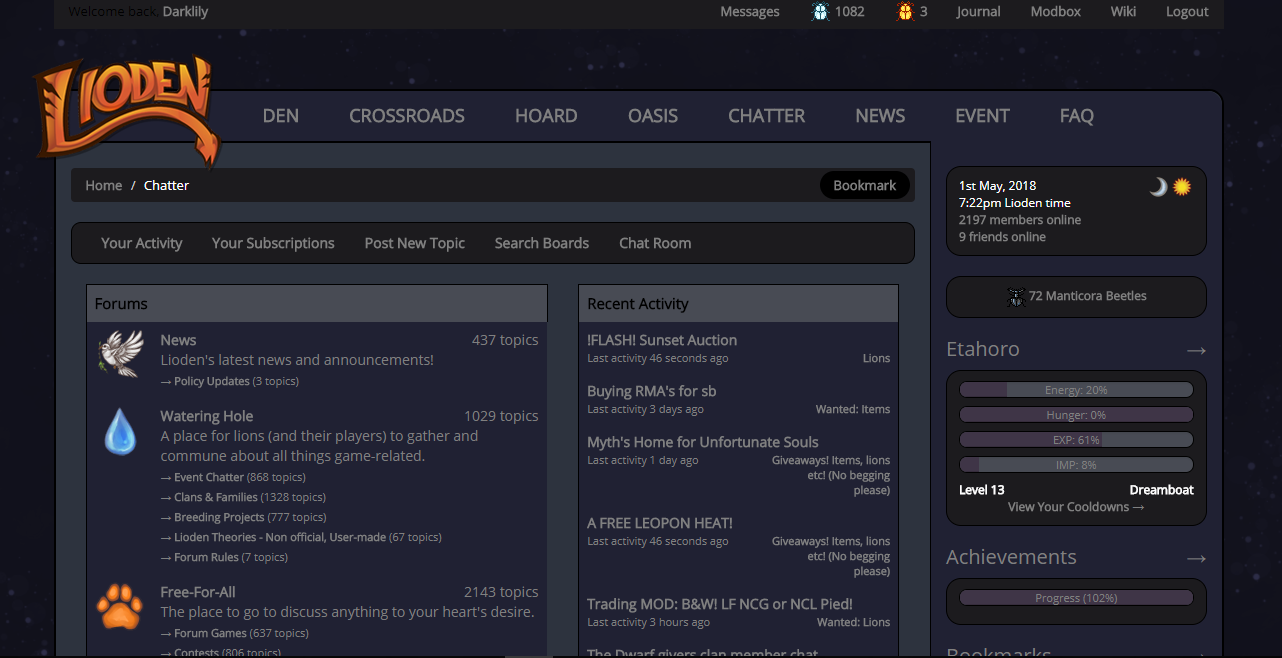 Welcome back, Darklily
Messages 1082 3 Journal Modbox Wiki Logout
LIODEN
DEN CROSSROADS HOARD OASIS CHATTER NEWS EVENT FAQ
Home / Chatter
Bookmark
Your Activity Your Subscriptions Post New Topic Search Boards Chat Room
Forums
News 437 topics
Lioden's latest news and announcements!
→ Policy Updates (3 topics)
Watering Hole 1029 topics
A place for lions (and their players) to gather and
commune about all things game-related.
→ Event Chatter (868 topics)
→ Clans & Families (1328 topics)
→ Breeding Projects (777 topics)
→ Lioden Theories - Non official, User-made (67 topics)
→ Forum Rules (7 topics)
Free-For-All 2143 topics
The place to go to discuss anything to your heart's desire.
→ Forum Games (637 topics)
→ Contests (806 topics)
Recent Activity
!FLASH! Sunset Auction
Last activity 46 seconds ago Lions
Buying RMA's for sb
Last activity 3 days ago Wanted: Items
Myth's Home for Unfortunate Souls
Last activity 1 day ago Giveaways! Items, lions
etc! (No begging
please)
A FREE LEOPON HEAT!
Last activity 46 seconds ago Giveaways! Items, lions
etc! (No begging
please)
Trading MOD: B&W! LF NCG or NCL Pied!
Last activity 3 hours ago Wanted: Lions
The Dwarf givers clan member chat
1st May, 2018
7:22pm Lioden time
2197 members online
9 friends online
72 Manticora Beetles
Etahoro →
Energy: 20%
Hunger: 0%
EXP: 61%
IMP: 8%
Level 13 Dreamboat
View Your Cooldowns →
Achievements →
Progress (102%)
Bookmarks →